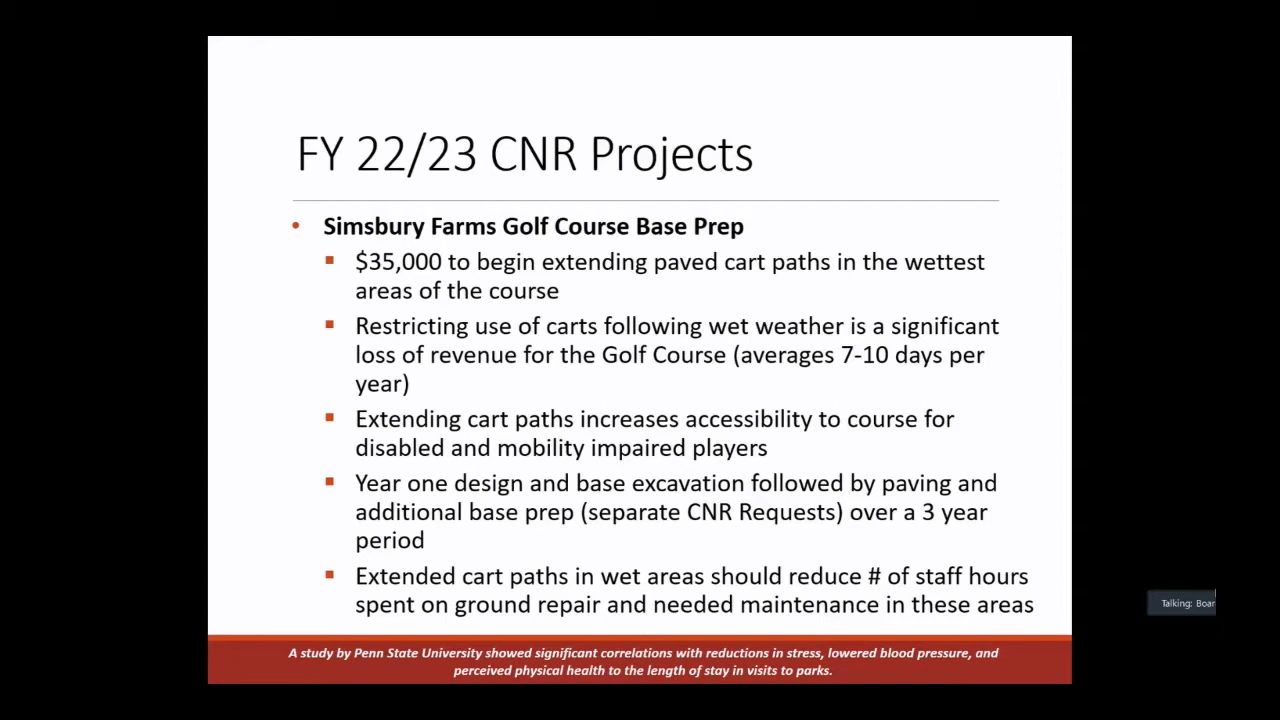 FY 22/23 CNR Projects
• Simsbury Farms Golf Course Base Prep
▪ $35,000 to begin extending paved cart paths in the wettest
areas of the course
▪ Restricting use of carts following wet weather is a significant
loss of revenue for the Golf Course (averages 7-10 days per
year)
▪ Extending cart paths increases accessibility to course for
disabled and mobility impaired players
▪ Year one design and base excavation followed by paving and
additional base prep (separate CNR Requests) over a 3 year
period
▪ Extended cart paths in wet areas should reduce # of staff hours
spent on ground repair and needed maintenance in these areas
Talking: Boar
A study by Penn State University showed significant correlations with reductions in stress, lowered blood pressure, and
perceived physical health to the length of stay in visits to parks.